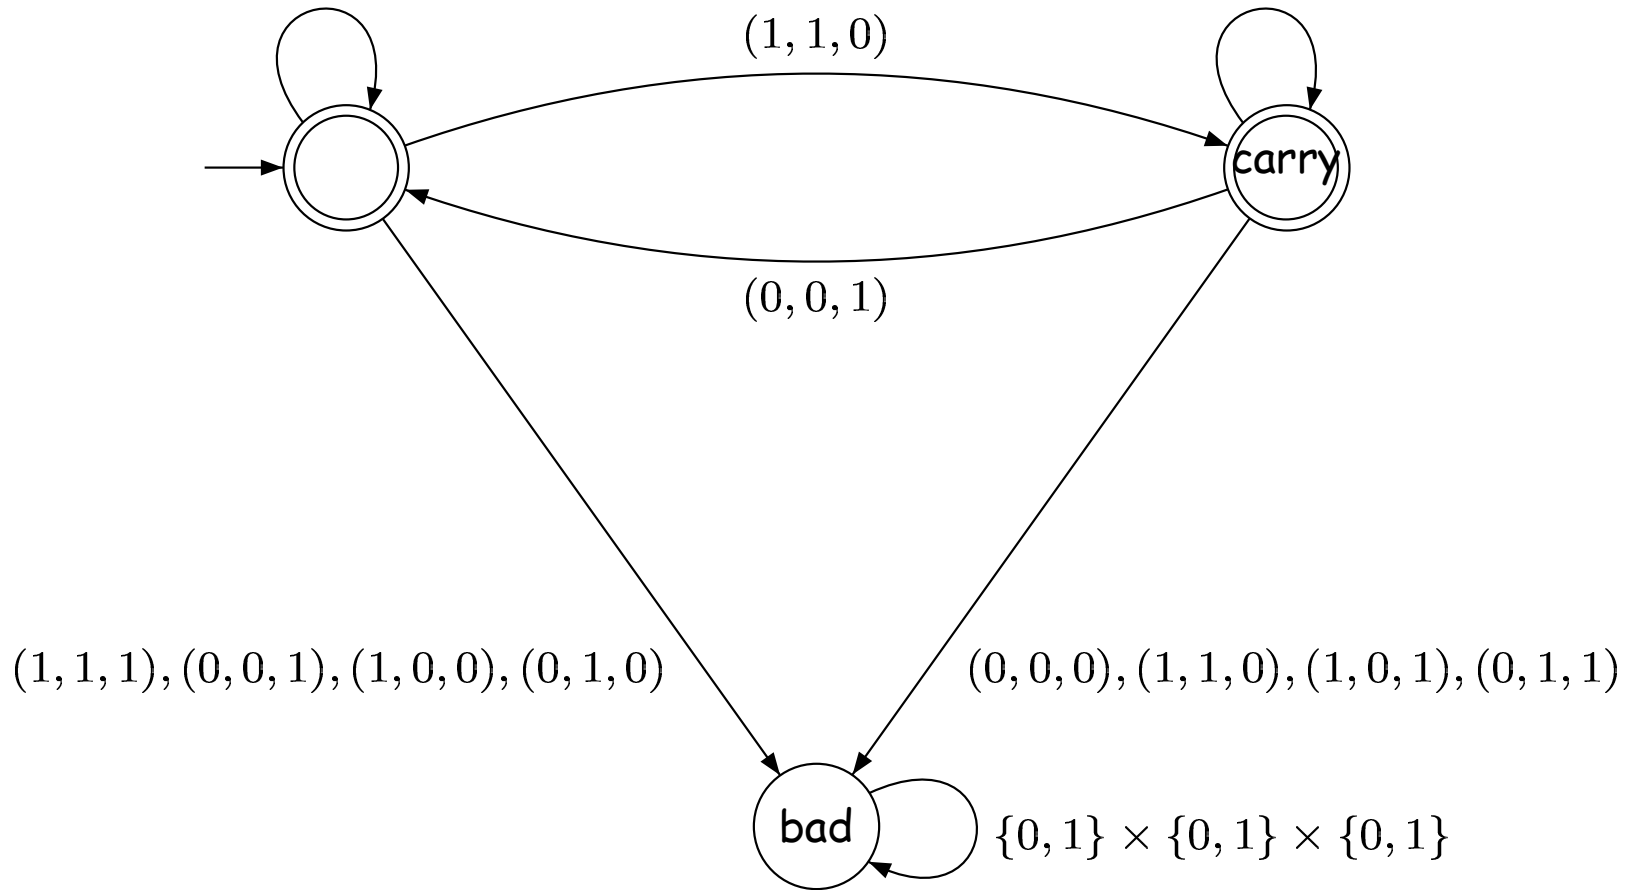 (1, 1, 0)
carry
(0, 0, 1)
(1, 1, 1), (0, 0, 1), (1, 0, 0), (0, 1, 0)
(0, 0, 0), (1, 1, 0), (1, 0, 1), (0, 1, 1)
bad
{0, 1} × {0, 1} × {0, 1}